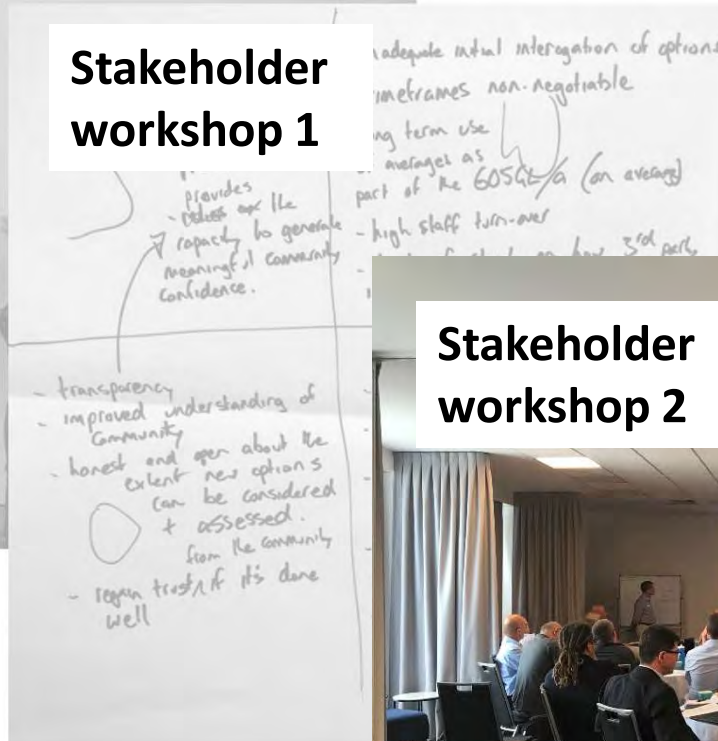 Stakeholder
workshop 1
provides
the
capacity to generate
meaningful community
confidence.
adequate initial interogation of options
timeframes non-negotiable
term use
averages as
part of the 605GL/a (on average)
- high staff turn-over
3rd
- transparency
- improved understanding of
community
- honest and open about the
extent new options
can be considered
+ assessed.
from the community
- regain trust if it's done
well
Stakeholder
workshop 2